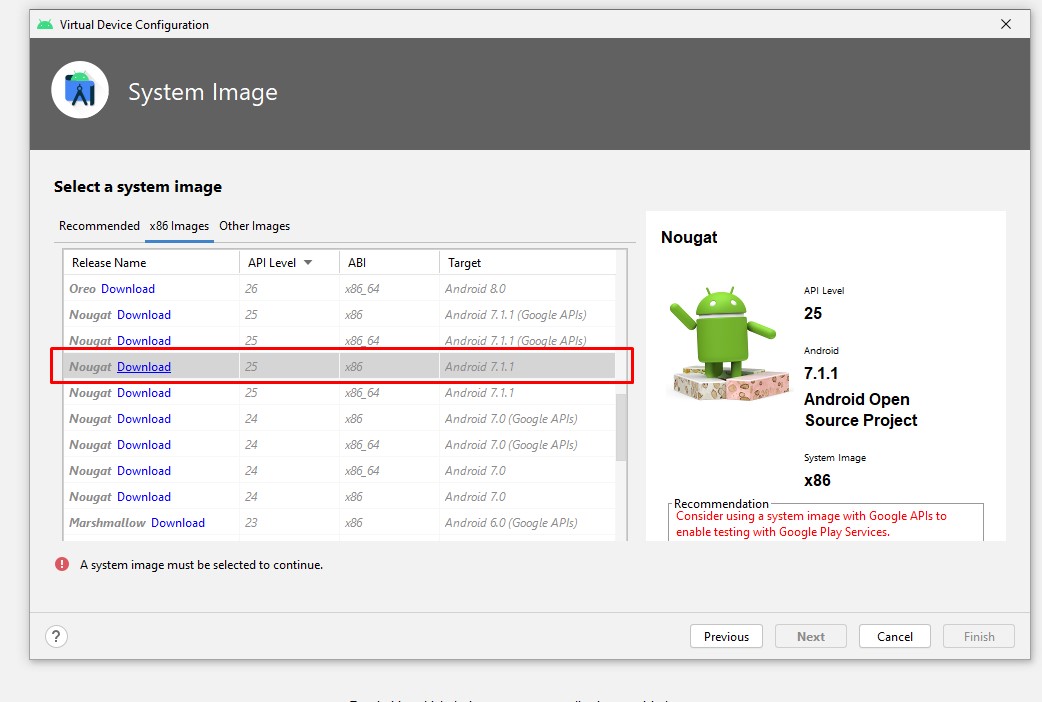 Virtual Device Configuration
System Image
Select a system image
Recommended x86 Images Other Images
Release Name API Level ABI Target
Oreo Download 26 x86_64 Android 8.0
Nougat Download 25 x86 Android 7.1.1 (Google APIs)
Nougat Download 25 x86_64 Android 7.1.1 (Google APIs)
Nougat Download 25 x86 Android 7.1.1
Nougat Download 25 x86_64 Android 7.1.1
Nougat Download 24 x86 Android 7.0 (Google APIs)
Nougat Download 24 x86_64 Android 7.0 (Google APIs)
Nougat Download 24 x86_64 Android 7.0
Nougat Download 24 x86 Android 7.0
Marshmallow Download 23 x86 Android 6.0 (Google APIs)
Nougat
API Level
25
Android
7.1.1
Android Open
Source Project
System Image
x86
Recommendation
Consider using a system image with Google APIs to
enable testing with Google Play Services.
A system image must be selected to continue.
? Previous Next Cancel Finish